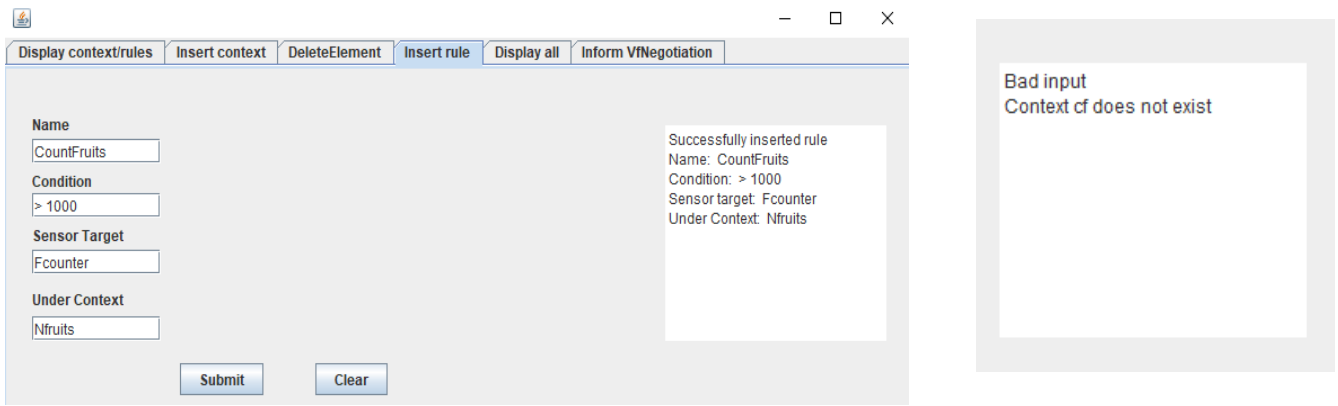 Display context/rules Insert context DeleteElement Insert rule Display all Inform VfNegotiation
Name
CountFruits
Condition
> 1000
Sensor Target
Fcounter
Under Context
Nfruits
Submit Clear
Successfully inserted rule
Name: CountFruits
Condition: > 1000
Sensor target: Fcounter
Under Context: Nfruits
Bad input
Context cf does not exist